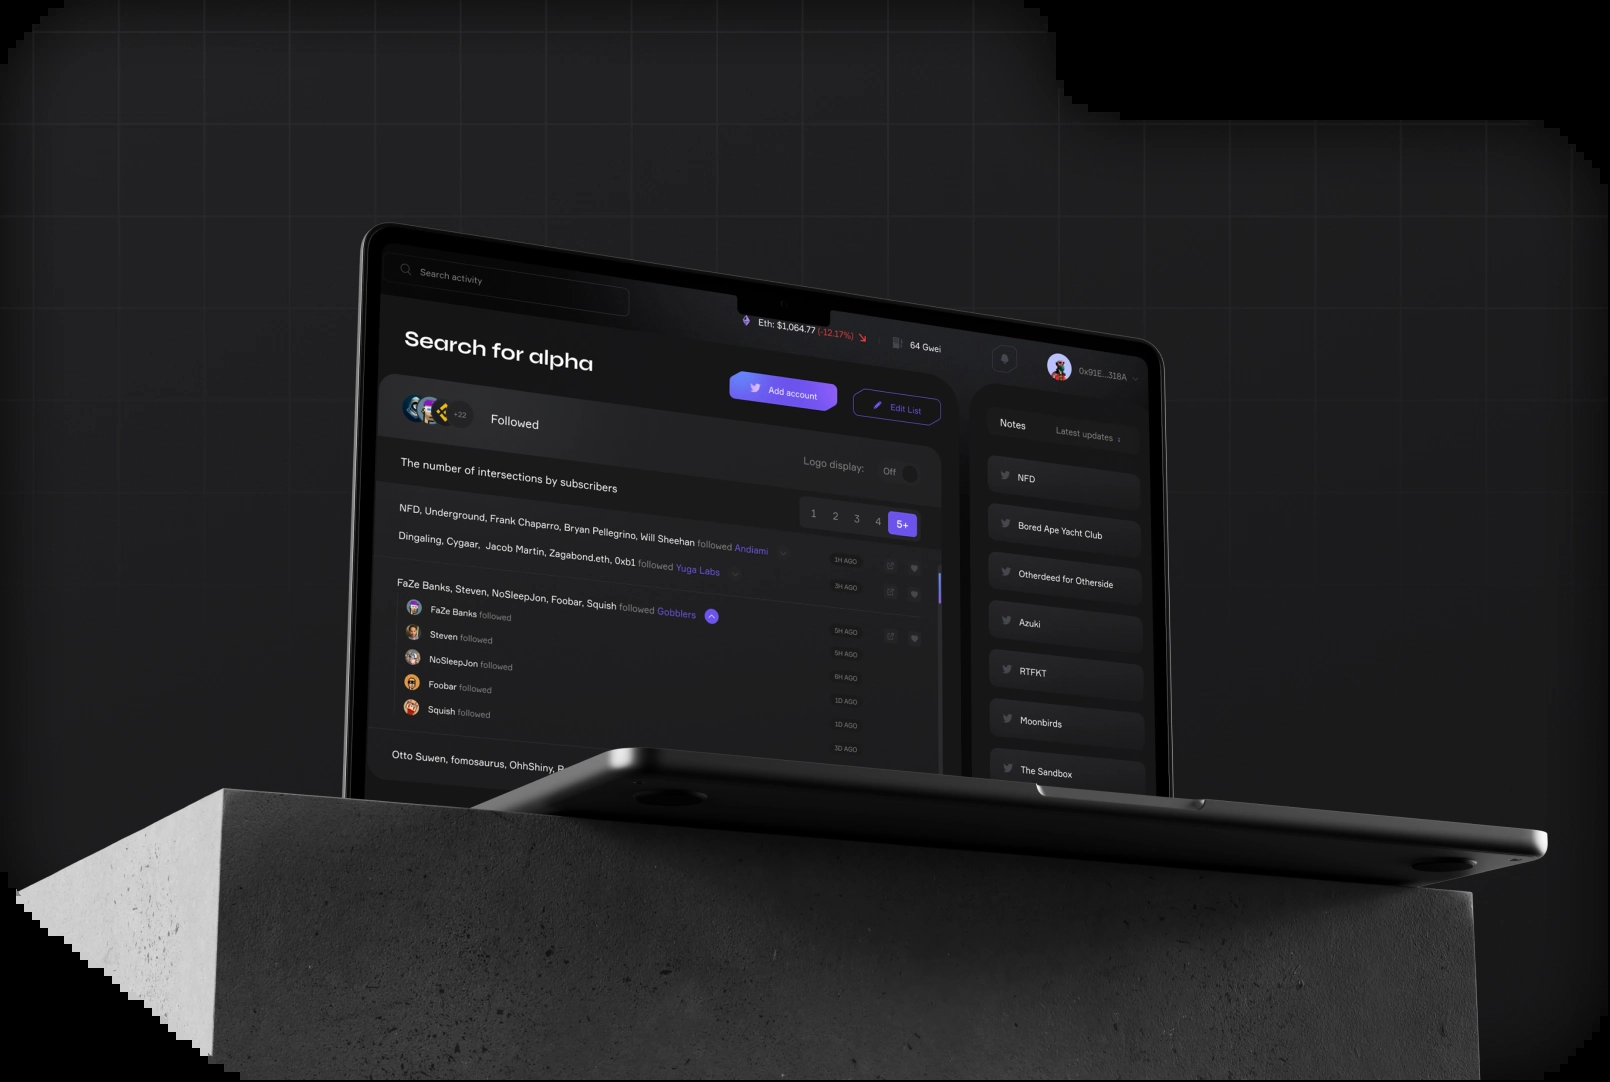 Search activity
Eth: $1,064.77 (-12.17%)
64 Gwei
0x91E...318A
Search for alpha
Add account
Edit List
+22
Followed
Logo display:
Off
The number of intersections by subscribers
1 2 3 4 5+
NFD, Underground, Frank Chaparro, Bryan Pellegrino, Will Sheehan followed Andiami
1H AGO
Dingaling, Cygaar, Jacob Martin, Zagabond.eth, 0xb1 followed Yuga Labs
3H AGO
FaZe Banks, Steven, NoSleepJon, Foobar, Squish followed Gobblers
5H AGO
FaZe Banks followed
5H AGO
Steven followed
6H AGO
NoSleepJon followed
1D AGO
Foobar followed
1D AGO
Squish followed
3D AGO
Otto Suwen, fomosaurus, OhhShiny,
Notes
Latest updates
NFD
Bored Ape Yacht Club
Otherdeed for Otherside
Azuki
RTFKT
Moonbirds
The Sandbox